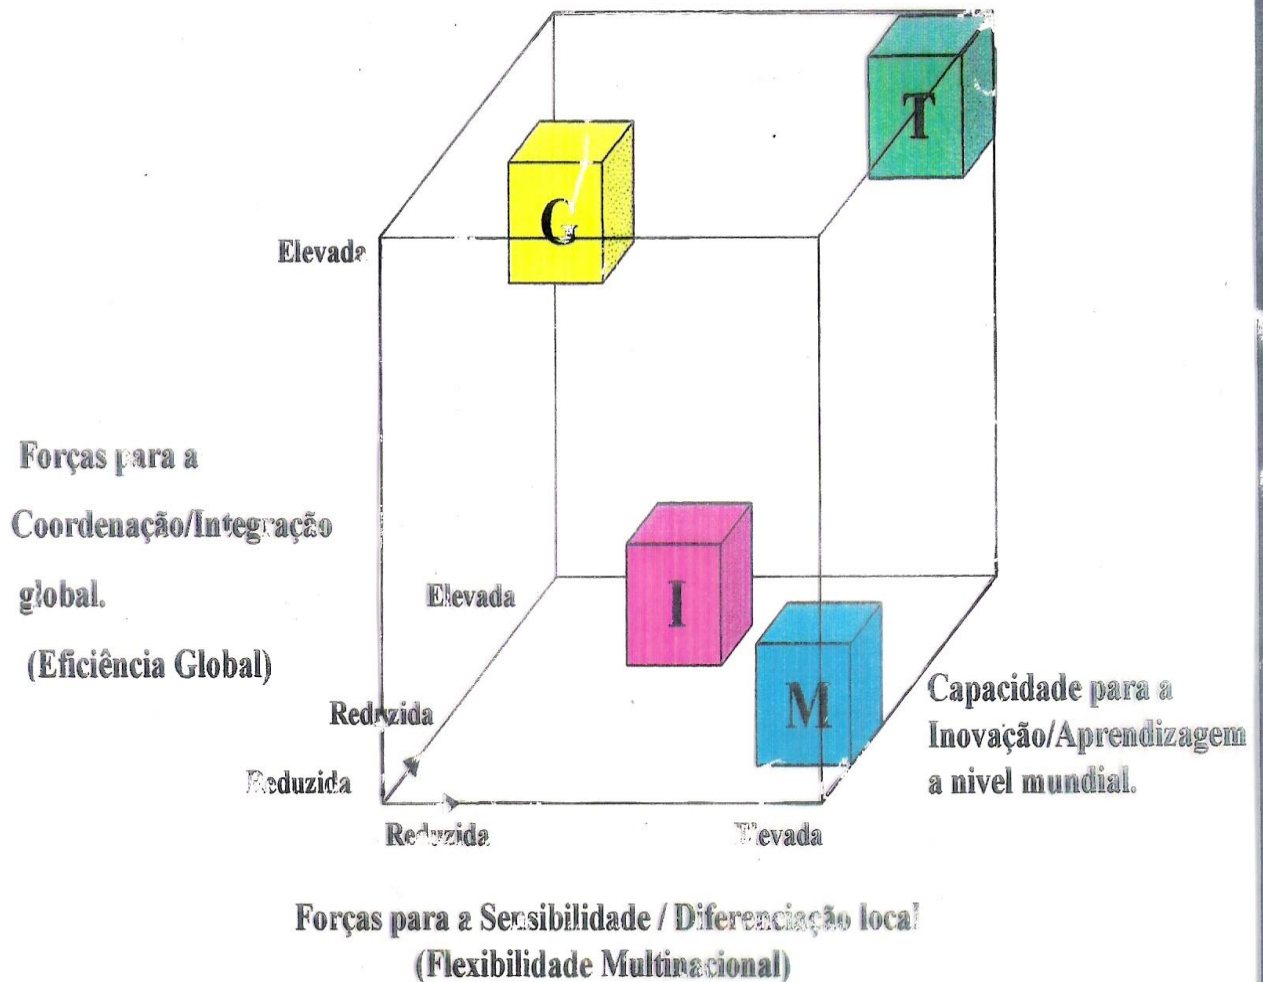 T
G
Elevada
Forças para a
Coordenação/Integração
global.
(Eficiência Global)
Elevada
I
M
Reduzida
Reduzida
Capacidade para a
Inovação/Aprendizagem
a nivel mundial.
Reduzida
Elevada
Forças para a Sensibilidade / Diferenciação local
(Flexibilidade Multinacional)